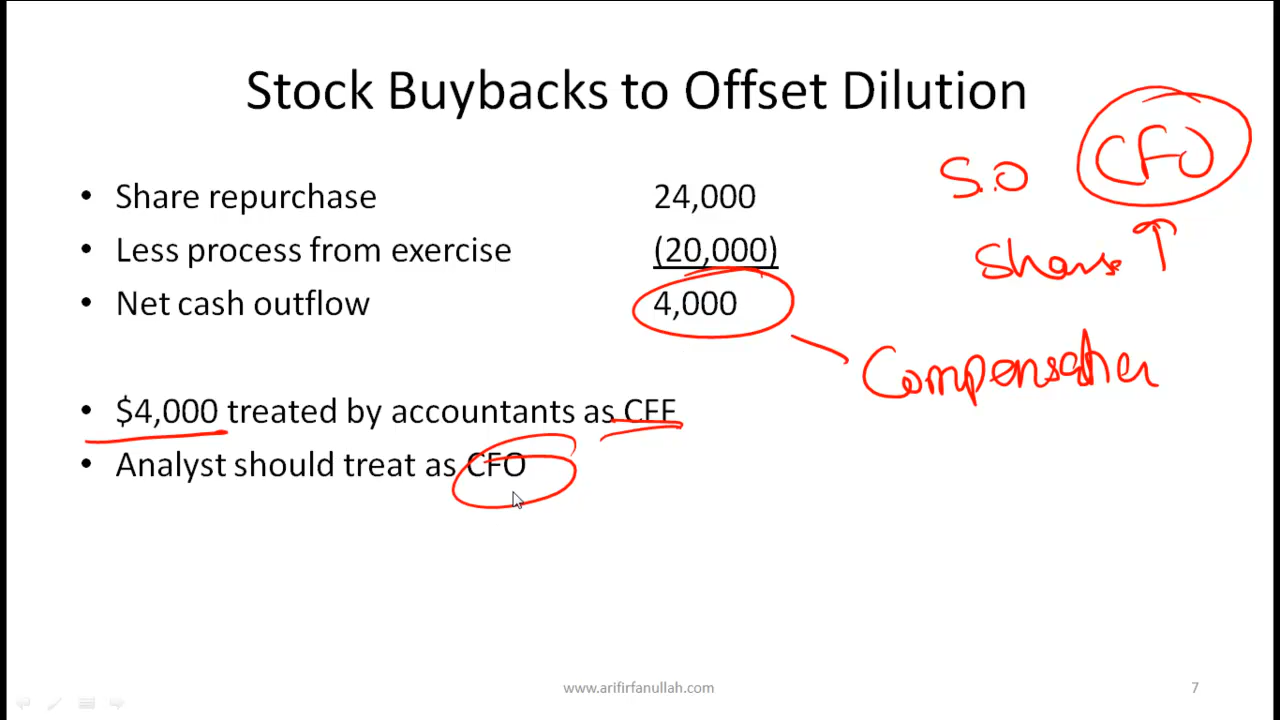 Stock Buybacks to Offset Dilution
S.O CFO
• Share repurchase 24,000
Shares ↑
• Less process from exercise (20,000)
• Net cash outflow 4,000
Compensation
• $4,000 treated by accountants as CFF
• Analyst should treat as CFO
www.arifirfanullah.com 7